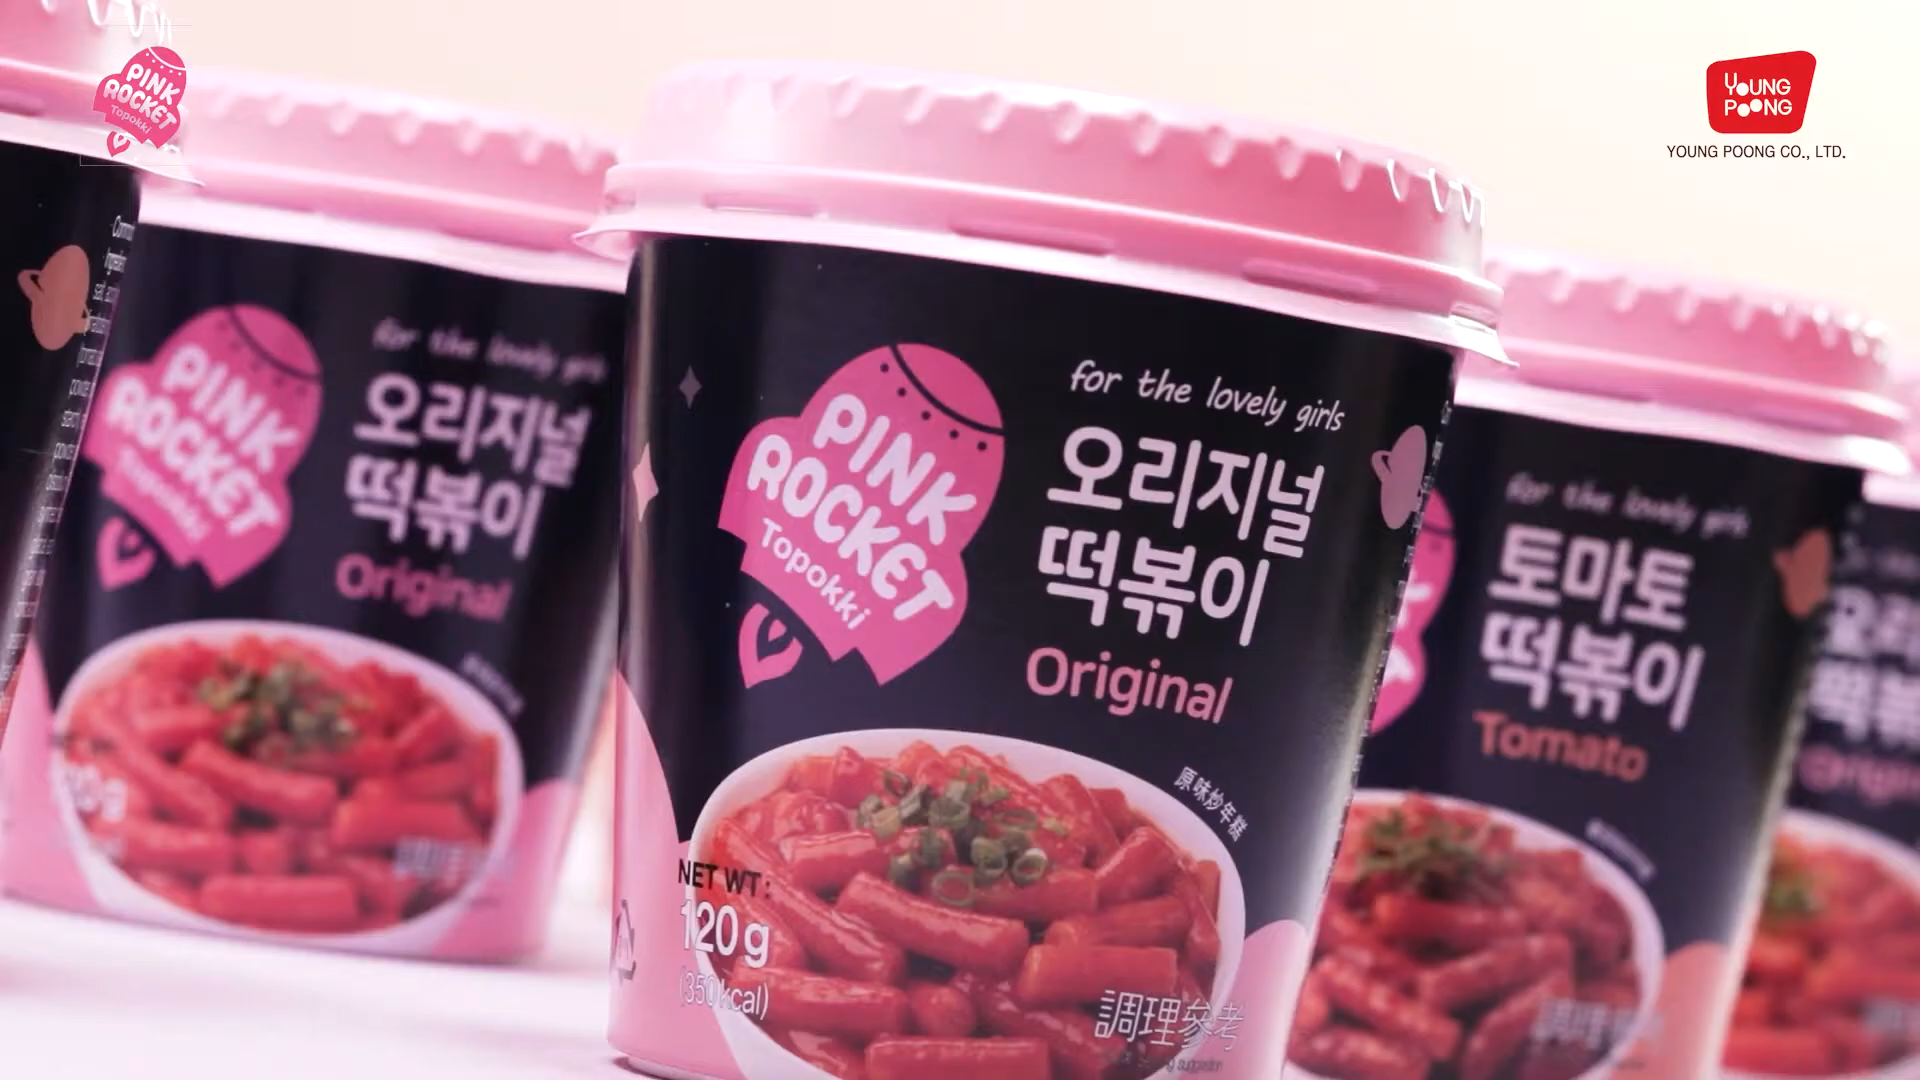 PINK
ROCKET
Topokki
YOUNG
POONG
YOUNG POONG CO., LTD.
PINK
ROCKET
Topokki
for the lovely girls
오리지널
떡볶이
Original
PINK
ROCKET
Topokki
for the lovely girls
오리지널
떡볶이
Original
原味炒年糕
NET WT:
120 g
(350 kcal)
調理參考
for the lovely girls
토마토
떡볶이
Tomato